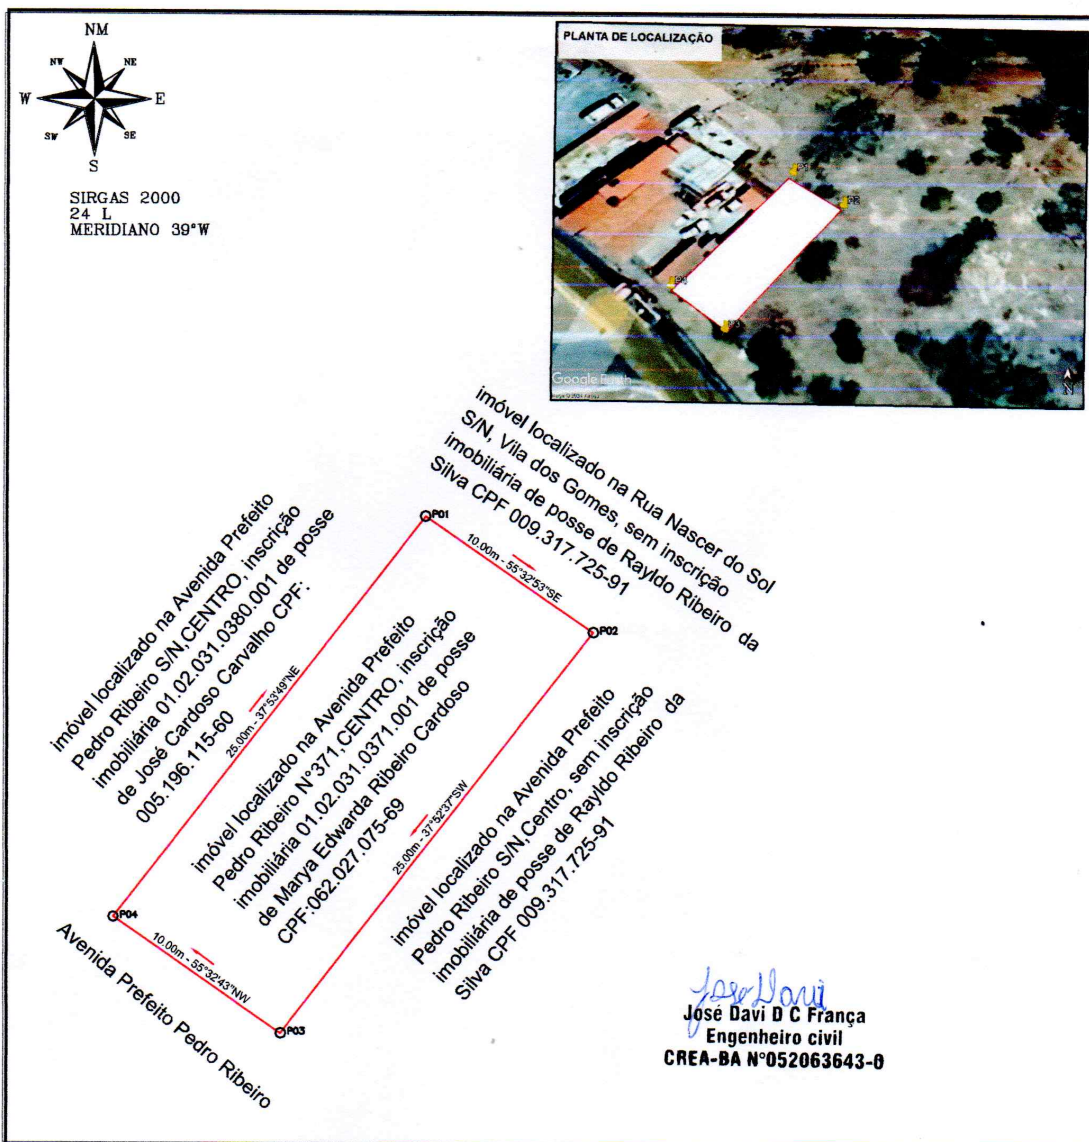 NM
NW
NE
W
E
SW
SE
S
SIRGAS 2000
24 L
MERIDIANO 39°W
PLANTA DE LOCALIZAÇÃO
P1
P2
P4
P3
Google Earth
N
imóvel localizado na Rua Nascer do Sol
S/N, Vila dos Gomes, sem inscrição
imobiliária de posse de Rayldo Ribeiro da
Silva CPF 009.317.725-91
P01
10.00m - 55°32'53"SE
P02
imóvel localizado na Avenida Prefeito
Pedro Ribeiro S/N,CENTRO, inscrição
imobiliária 01.02.031.0380.001 de posse
de José Cardoso Carvalho CPF:
005.196.115-60
25.00m - 37°53'49"NE
imóvel localizado na Avenida Prefeito
Pedro Ribeiro N°371,CENTRO, inscrição
imobiliária 01.02.031.0371.001 de posse
de Marya Edwarda Ribeiro Cardoso
CPF:062.027.075-69
25.00m - 37°52'37"SW
imóvel localizado na Avenida Prefeito
Pedro Ribeiro S/N,Centro, sem inscrição
imobiliária de posse de Rayldo Ribeiro da
Silva CPF 009.317.725-91
P04
10.00m - 55°32'43"NW
P03
Avenida Prefeito Pedro Ribeiro
José Davi
José Davi D C França
Engenheiro civil
CREA-BA N°052063643-0